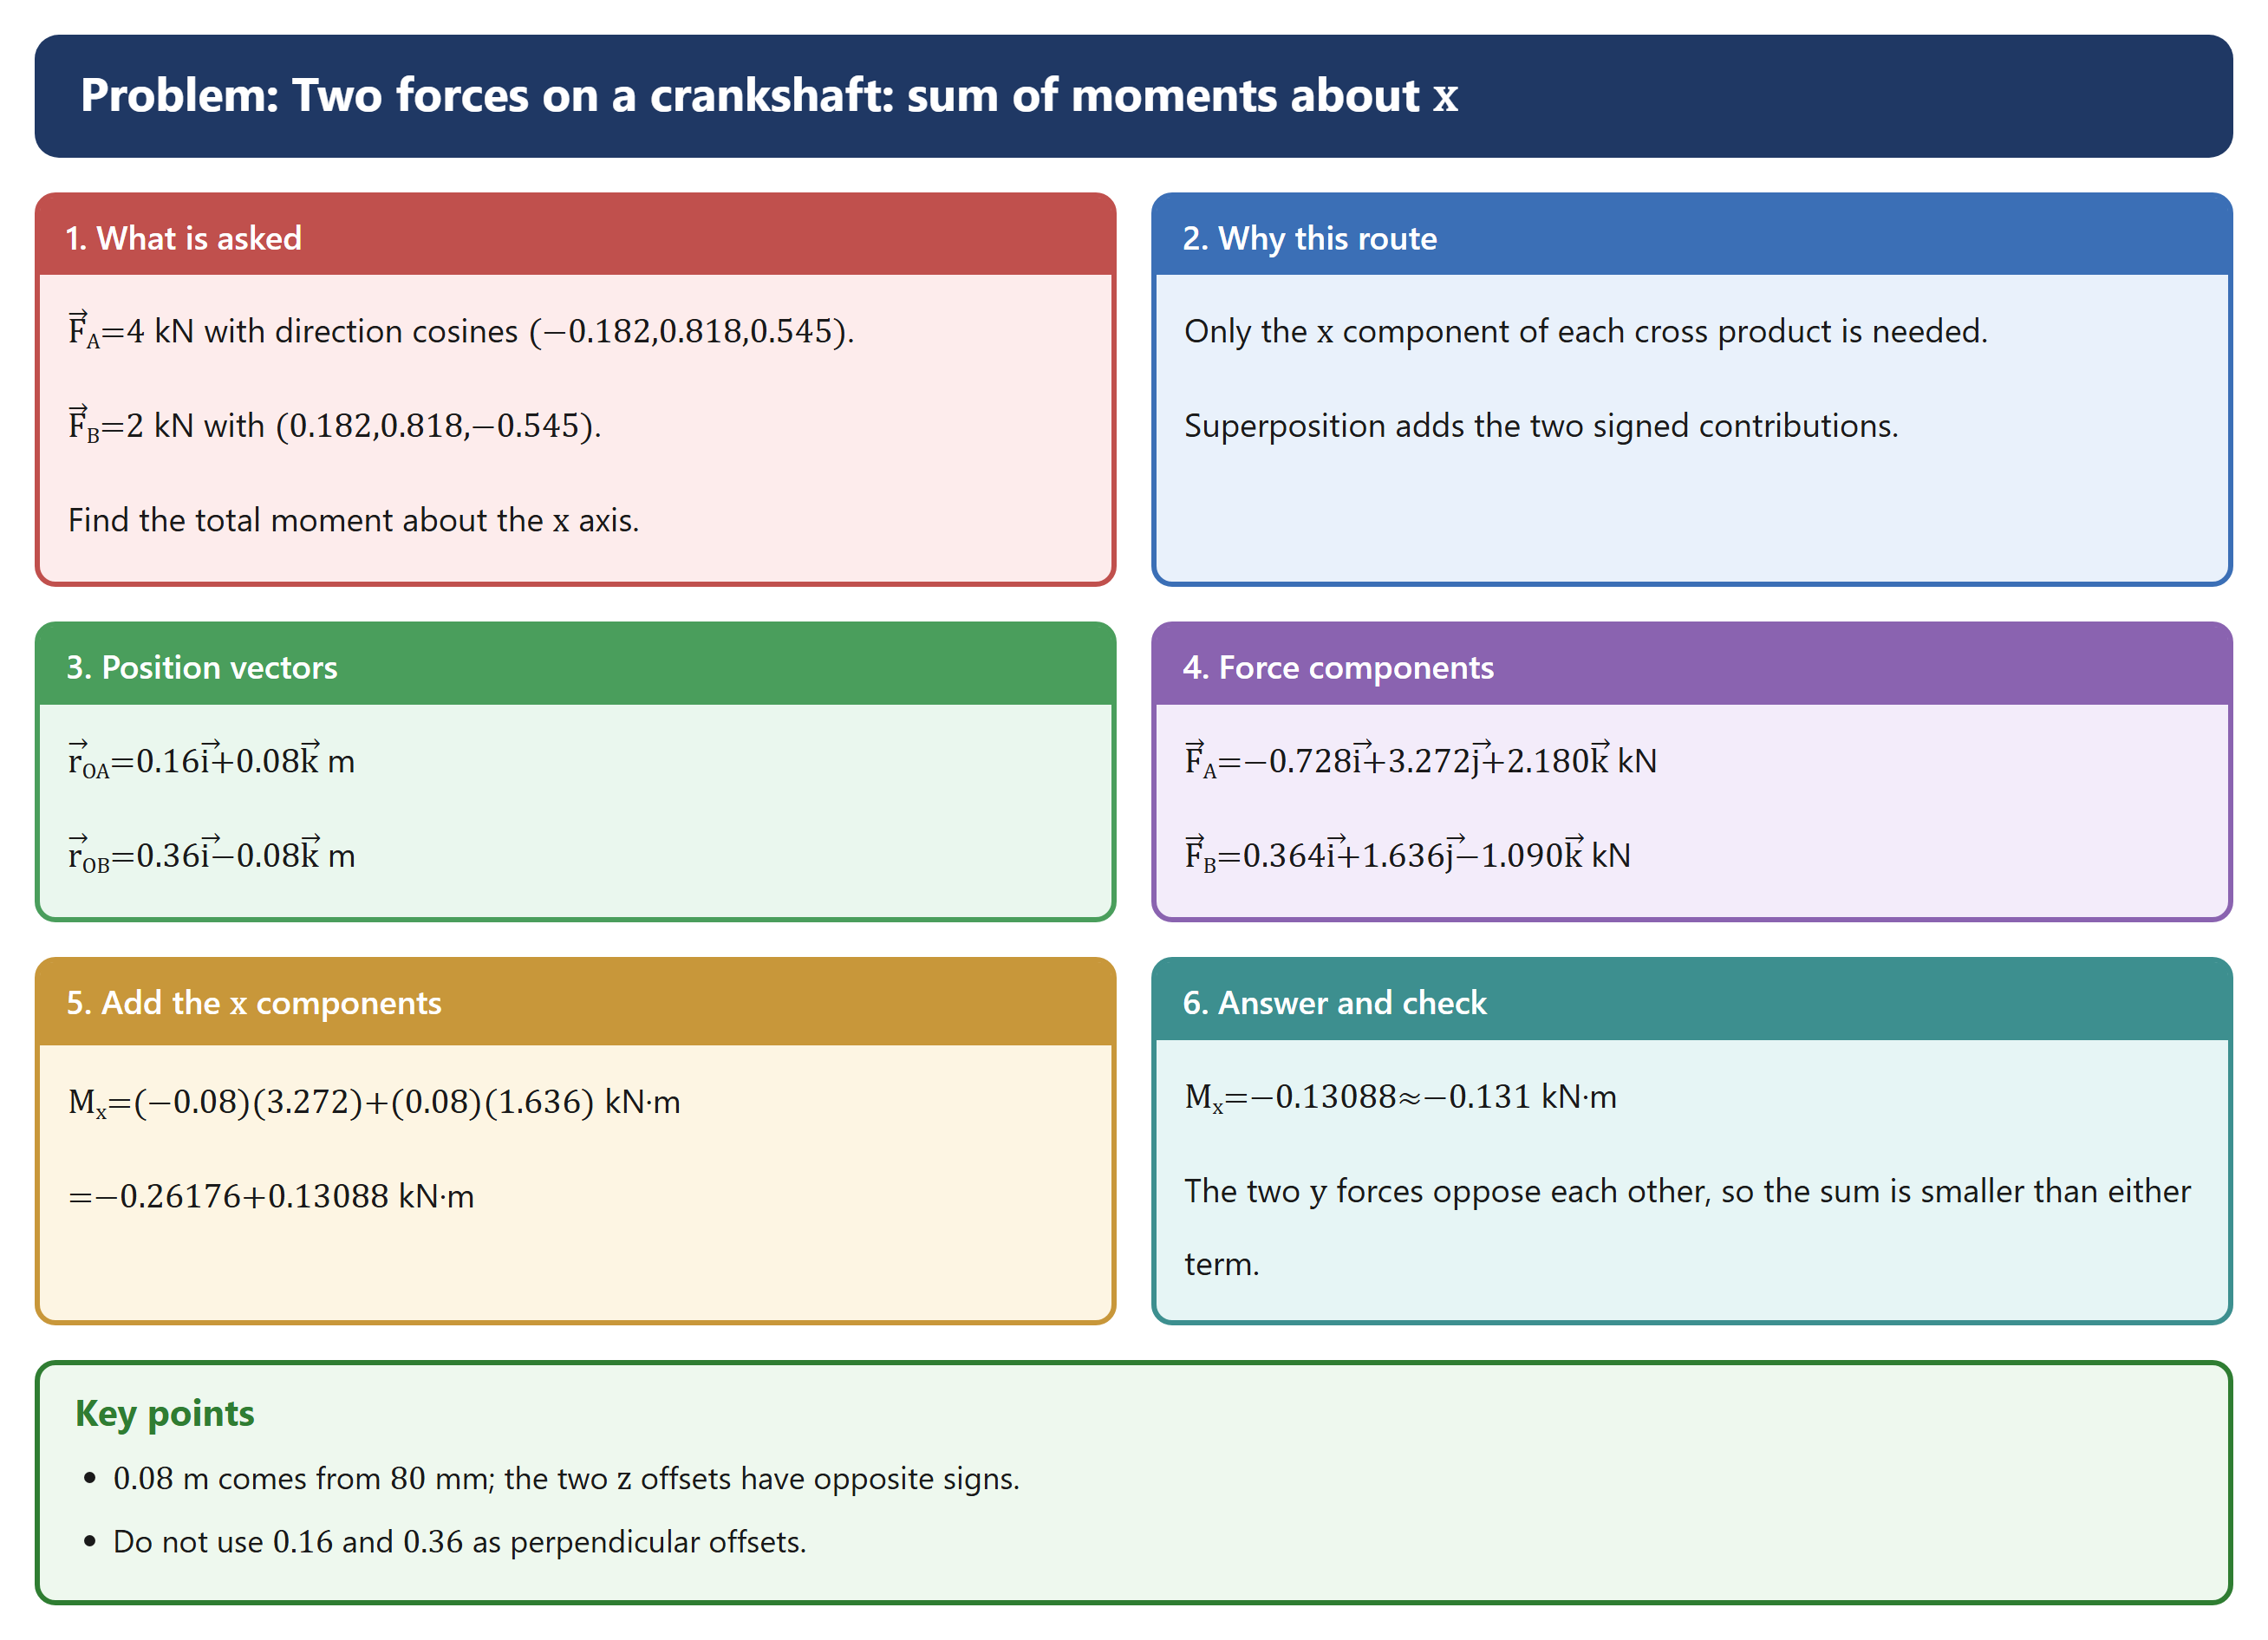 Problem: Two forces on a crankshaft: sum of moments about x
1. What is asked
F⃗_A=4 kN with direction cosines (−0.182,0.818,0.545).
F⃗_B=2 kN with (0.182,0.818,−0.545).
Find the total moment about the x axis.
2. Why this route
Only the x component of each cross product is needed.
Superposition adds the two signed contributions.
3. Position vectors
r⃗_OA=0.16i⃗+0.08k⃗ m
r⃗_OB=0.36i⃗−0.08k⃗ m
4. Force components
F⃗_A=−0.728i⃗+3.272j⃗+2.180k⃗ kN
F⃗_B=0.364i⃗+1.636j⃗−1.090k⃗ kN
5. Add the x components
M_x=(−0.08)(3.272)+(0.08)(1.636) kN·m
=−0.26176+0.13088 kN·m
6. Answer and check
M_x=−0.13088≈−0.131 kN·m
The two y forces oppose each other, so the sum is smaller than either
term.
Key points
• 0.08 m comes from 80 mm; the two z offsets have opposite signs.
• Do not use 0.16 and 0.36 as perpendicular offsets.